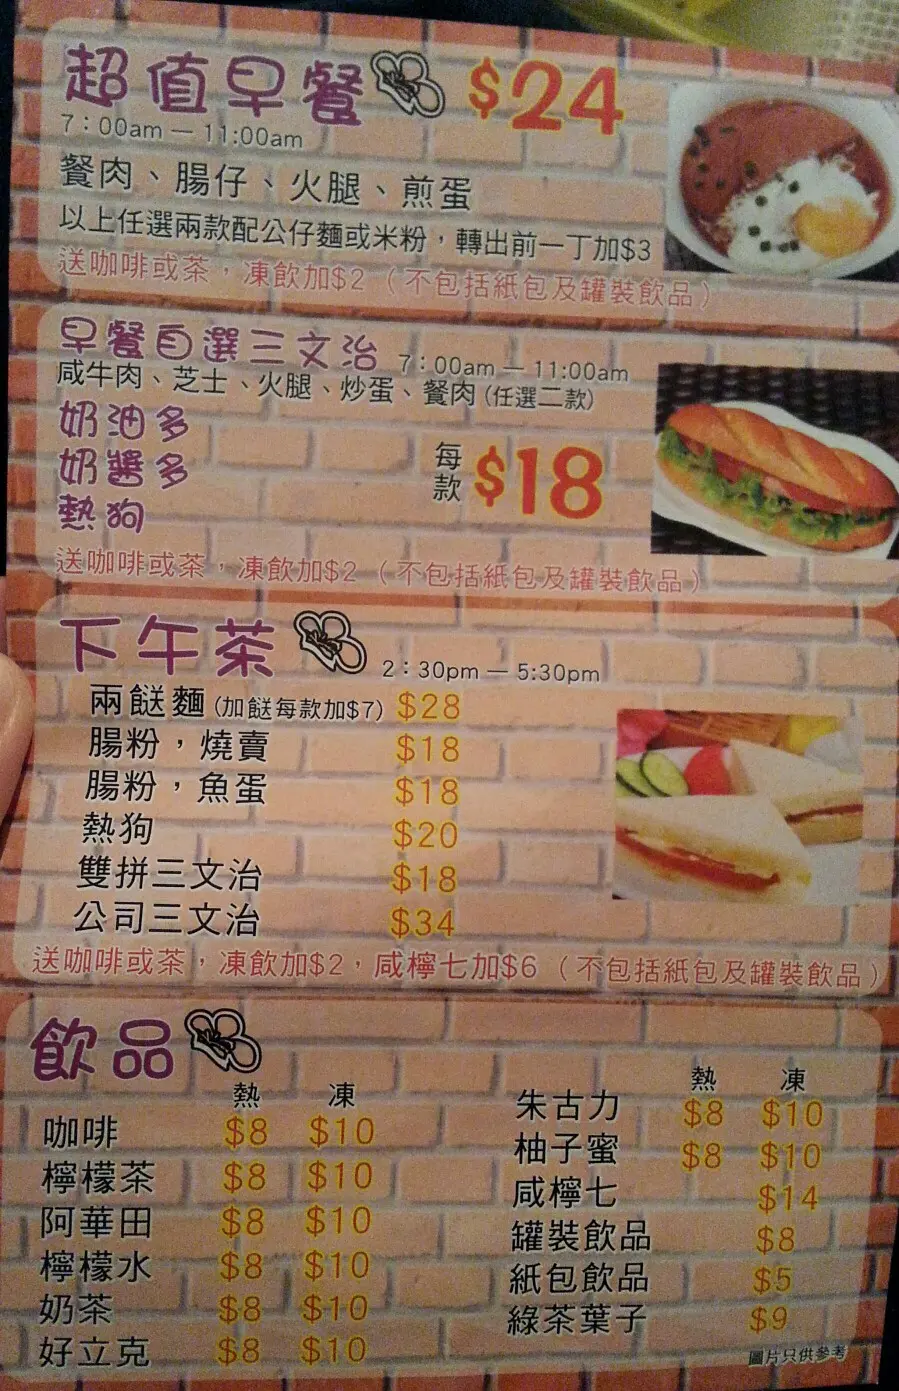 超值早餐 $24
7：00am — 11:00am
餐肉、腸仔、火腿、煎蛋
以上任選兩款配公仔麵或米粉，轉出前一丁加$3
送咖啡或茶，凍飲加$2（不包括紙包及罐裝飲品）
早餐自選三文治 7：00am — 11:00am
咸牛肉、芝士、火腿、炒蛋、餐肉(任選二款)
奶油多
奶醬多
熱狗
每款 $18
送咖啡或茶，凍飲加$2（不包括紙包及罐裝飲品）
下午茶 2：30pm — 5:30pm
兩餸麵(加餸每款加$7) $28
腸粉，燒賣 $18
腸粉，魚蛋 $18
熱狗 $20
雙拼三文治 $18
公司三文治 $34
送咖啡或茶，凍飲加$2，咸檸七加$6（不包括紙包及罐裝飲品）
飲品
熱 凍
咖啡 $8 $10
檸檬茶 $8 $10
阿華田 $8 $10
檸檬水 $8 $10
奶茶 $8 $10
好立克 $8 $10
熱 凍
朱古力 $8 $10
柚子蜜 $8 $10
咸檸七 $14
罐裝飲品 $8
紙包飲品 $5
綠茶葉子 $9
圖片只供參考